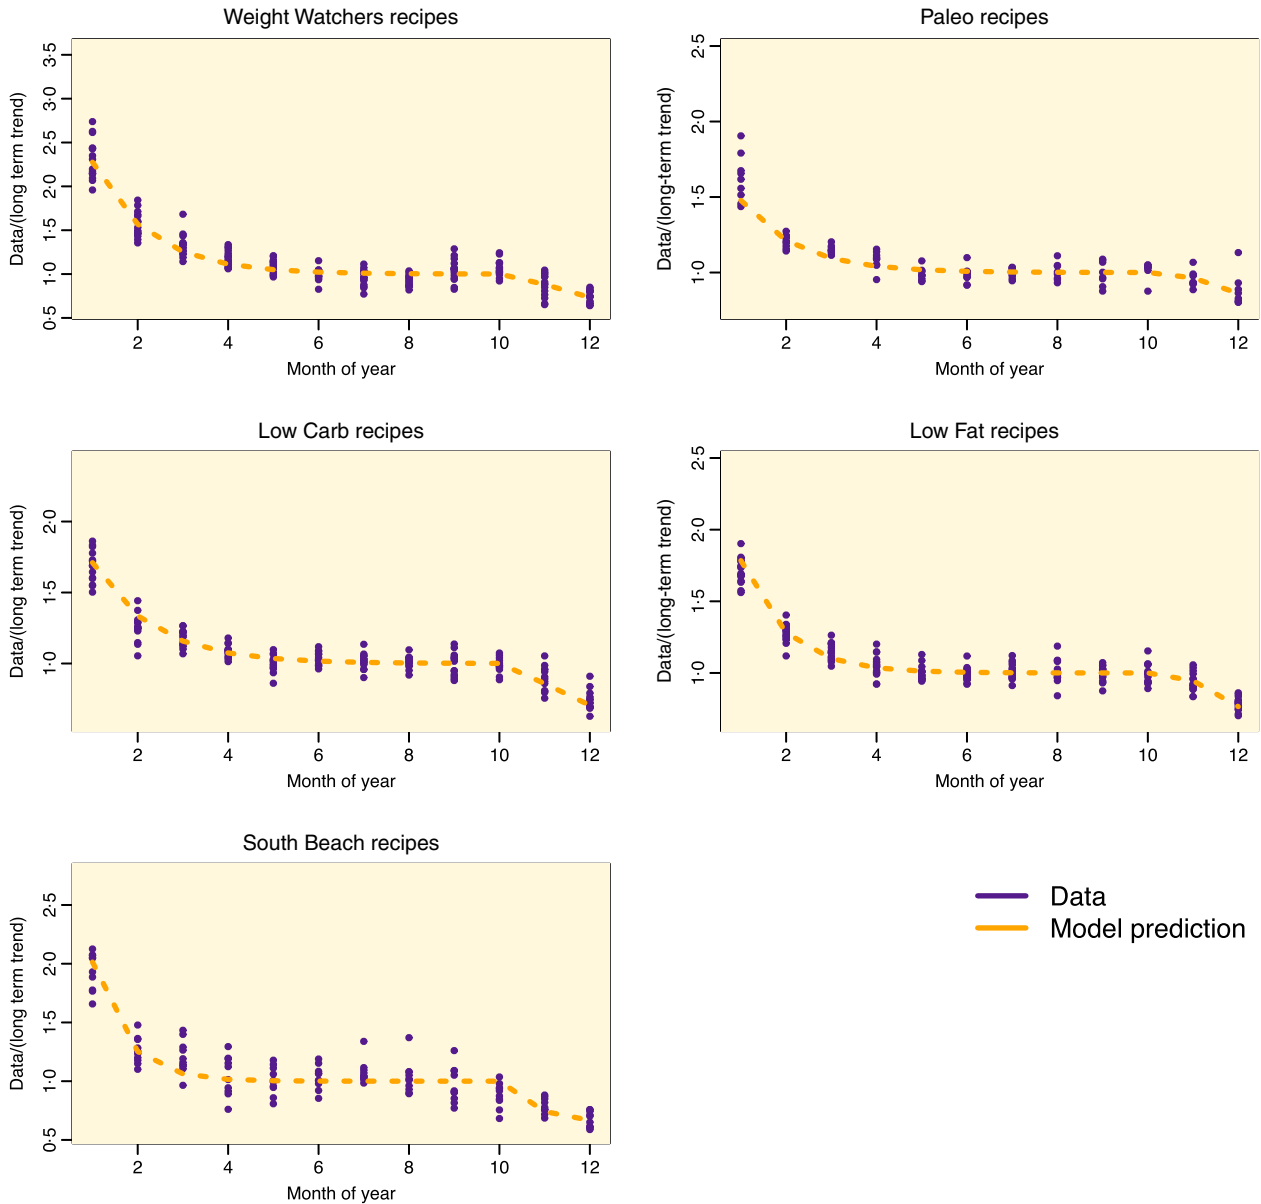 Weight Watchers recipes
Data/(long term trend)
3·5
3·0
2·5
2·0
1·5
1·0
0·5
2 4 6 8 10 12
Month of year
Paleo recipes
Data/(long-term trend)
2·5
2·0
1·5
1·0
2 4 6 8 10 12
Month of year
Low Carb recipes
Data/(long term trend)
2·0
1·5
1·0
2 4 6 8 10 12
Month of year
Low Fat recipes
Data/(long-term trend)
2·5
2·0
1·5
1·0
2 4 6 8 10 12
Month of year
South Beach recipes
Data/(long term trend)
2·5
2·0
1·5
1·0
0·5
2 4 6 8 10 12
Month of year
Data
Model prediction